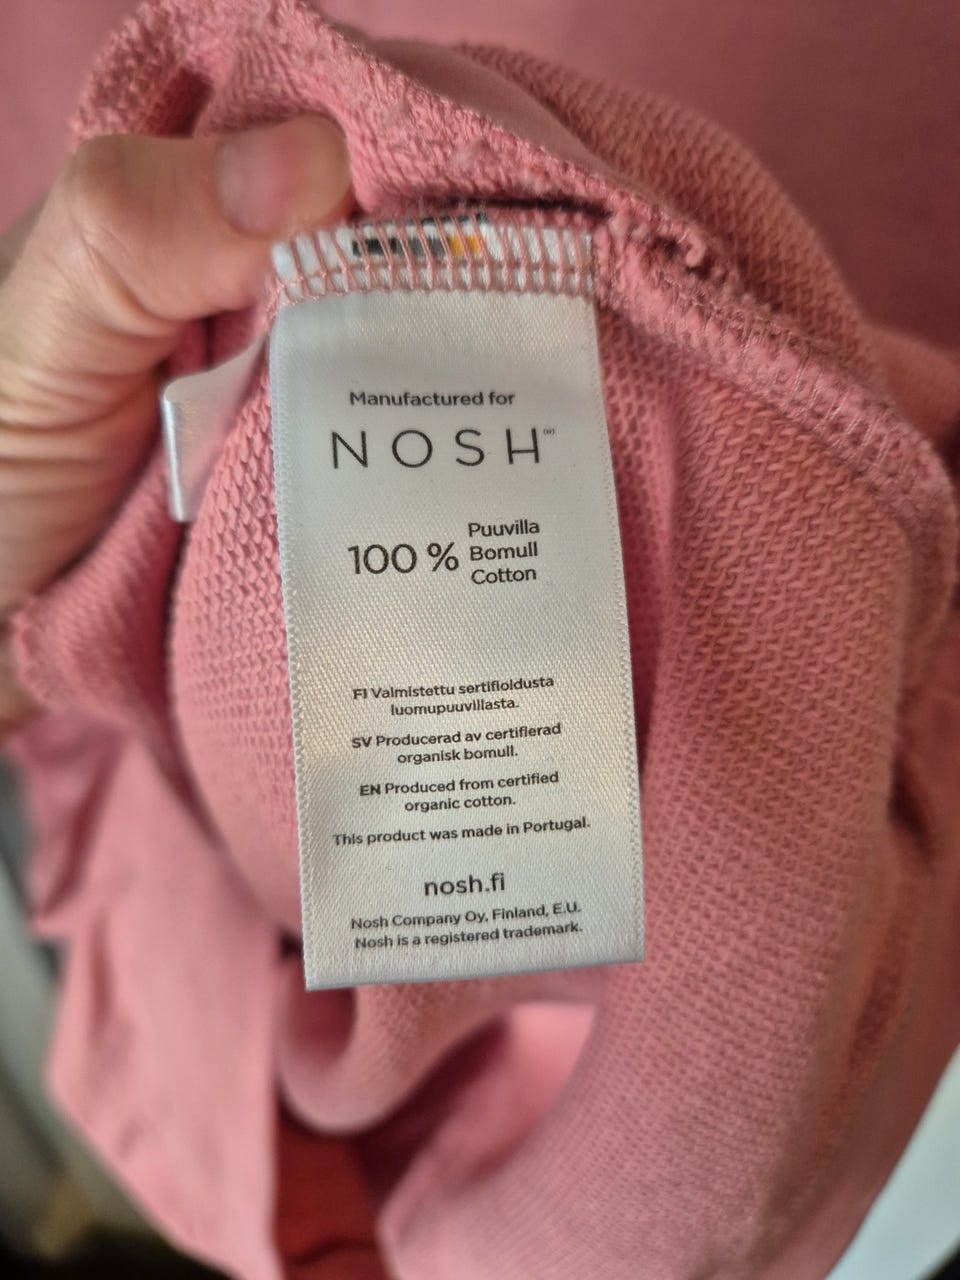 Manufactured for
NOSH™
100 %
Puuvilla
Bomull
Cotton
FI Valmistettu sertifioidusta
luomupuuvillasta.
SV Producerad av certifierad
organisk bomull.
EN Produced from certified
organic cotton.
This product was made in Portugal.
nosh.fi
Nosh Company Oy, Finland, E.U.
Nosh is a registered trademark.